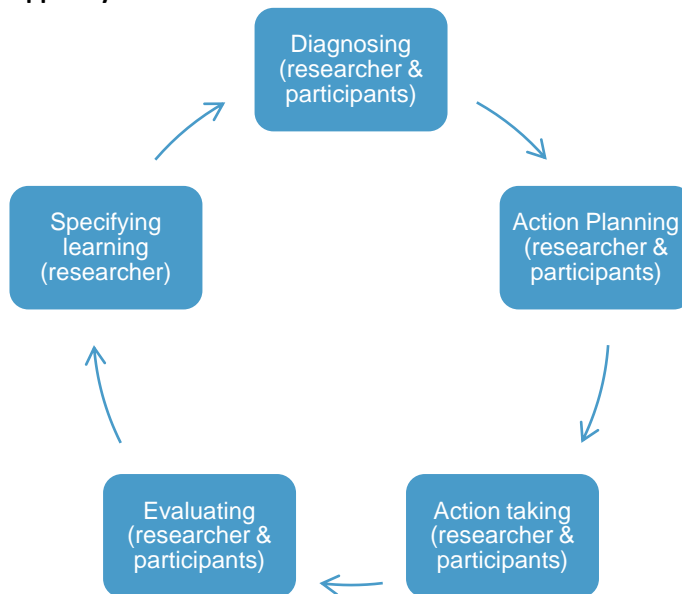 Diagnosing
(researcher &
participants)
Action Planning
(researcher &
participants)
Action taking
(researcher &
participants)
Evaluating
(researcher &
participants)
Specifying
learning
(researcher)